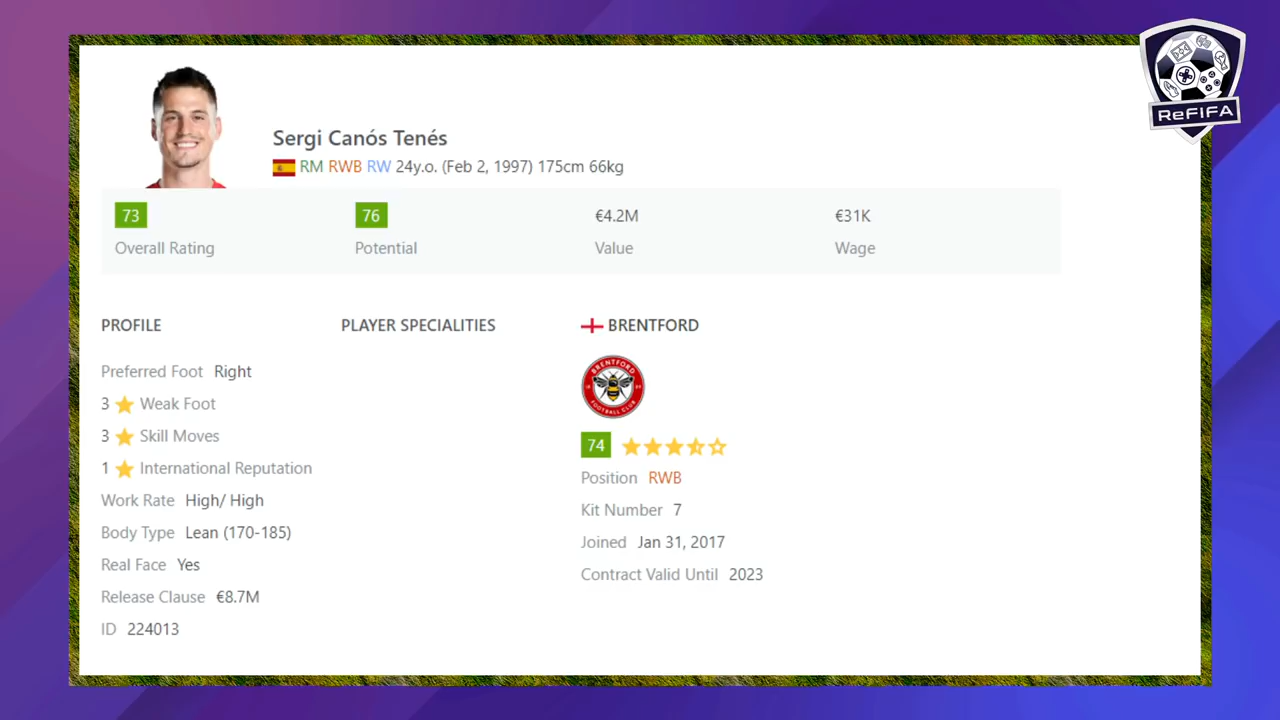 ReFIFA
Sergi Canós Tenés
RM RWB RW 24y.o. (Feb 2, 1997) 175cm 66kg
73 76 €4.2M €31K
Overall Rating Potential Value Wage
PROFILE PLAYER SPECIALITIES BRENTFORD
Preferred Foot Right
3 Weak Foot
3 Skill Moves
1 International Reputation
Work Rate High/ High
Body Type Lean (170-185)
Real Face Yes
Release Clause €8.7M
ID 224013
BRENTFORD
FOOTBALL CLUB
74
Position RWB
Kit Number 7
Joined Jan 31, 2017
Contract Valid Until 2023